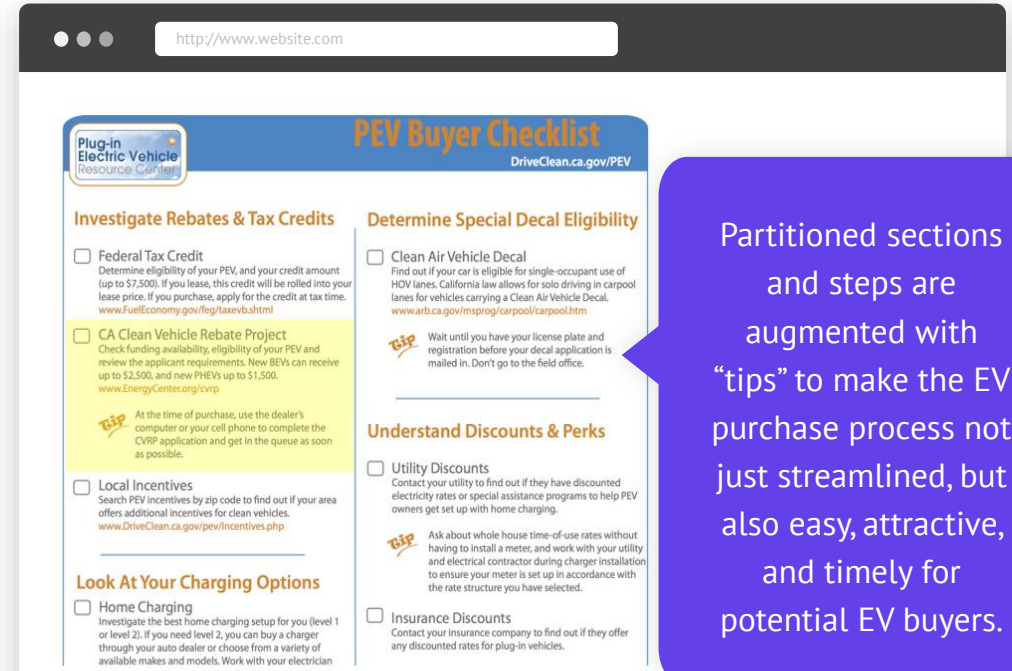 http://www.website.com
Plug-in
Electric Vehicle
Resource Center
PEV Buyer Checklist
DriveClean.ca.gov/PEV
Investigate Rebates & Tax Credits
Federal Tax Credit
Determine eligibility of your PEV, and your credit amount
(up to $7,500). If you lease, this credit will be rolled into your
lease price. If you purchase, apply for the credit at tax time.
www.FuelEconomy.gov/feg/taxevb.shtml
CA Clean Vehicle Rebate Project
Check funding availability, eligibility of your PEV and
review the applicant requirements. New BEVs can receive
up to $2,500, and new PHEVs up to $1,500.
www.EnergyCenter.org/cvrp
Tip
At the time of purchase, use the dealer's
computer or your cell phone to complete the
CVRP application and get in the queue as soon
as possible.
Local Incentives
Search PEV incentives by zip code to find out if your area
offers additional incentives for clean vehicles.
www.DriveClean.ca.gov/pev/Incentives.php
Look At Your Charging Options
Home Charging
Investigate the best home charging setup for you (level 1
or level 2). If you need level 2, you can buy a charger
through your auto dealer or choose from a variety of
available makes and models. Work with your electrician
Determine Special Decal Eligibility
Clean Air Vehicle Decal
Find out if your car is eligible for single-occupant use of
HOV lanes. California law allows for solo driving in carpool
lanes for vehicles carrying a Clean Air Vehicle Decal.
www.arb.ca.gov/msprog/carpool/carpool.htm
Tip
Wait until you have your license plate and
registration before your decal application is
mailed in. Don't go to the field office.
Understand Discounts & Perks
Utility Discounts
Contact your utility to find out if they have discounted
electricity rates or special assistance programs to help PEV
owners get set up with home charging.
Tip
Ask about whole house time-of-use rates without
having to install a meter, and work with your utility
and electrical contractor during charger installation
to ensure your meter is set up in accordance with
the rate structure you have selected.
Insurance Discounts
Contact your insurance company to find out if they offer
any discounted rates for plug-in vehicles.
Partitioned sections
and steps are
augmented with
“tips” to make the EV
purchase process not
just streamlined, but
also easy, attractive,
and timely for
potential EV buyers.